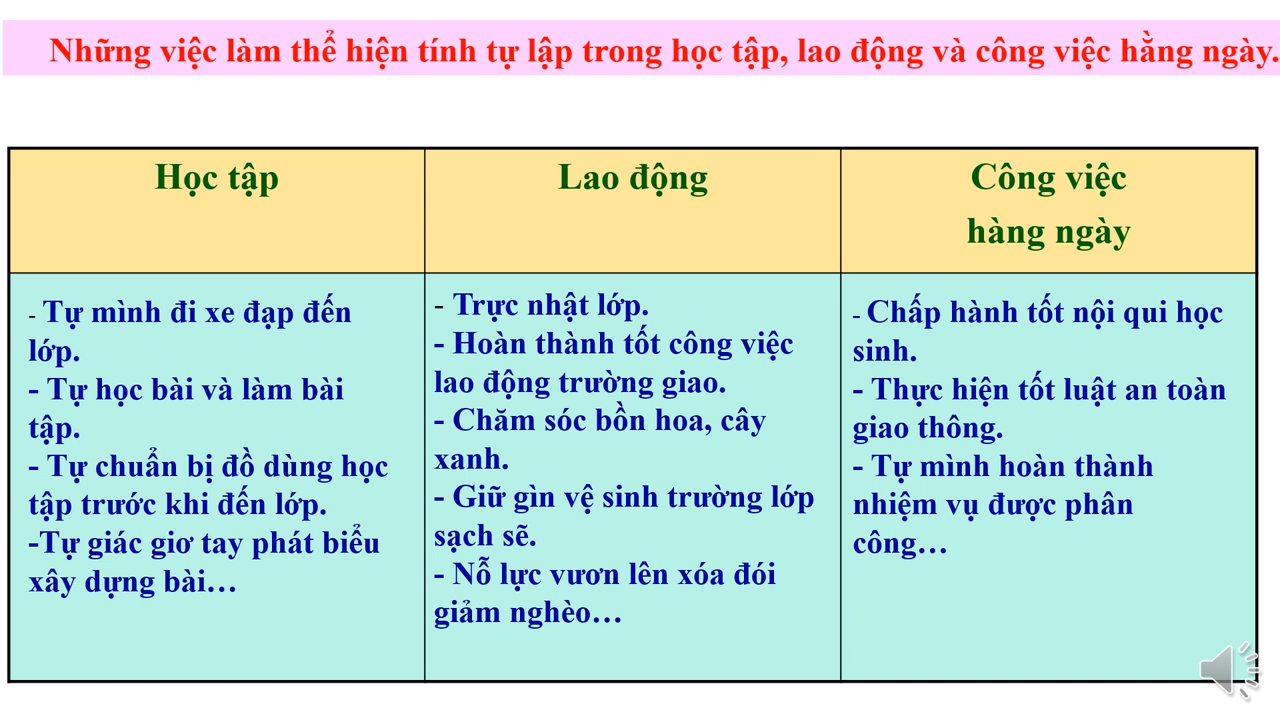 Những việc làm thể hiện tính tự lập trong học tập, lao động và công việc hằng ngày.
Học tập
Lao động
Công việc
hàng ngày
- Tự mình đi xe đạp đến
lớp.
- Tự học bài và làm bài
tập.
- Tự chuẩn bị đồ dùng học
tập trước khi đến lớp.
-Tự giác giơ tay phát biểu
xây dựng bài…
- Trực nhật lớp.
- Hoàn thành tốt công việc
lao động trường giao.
- Chăm sóc bồn hoa, cây
xanh.
- Giữ gìn vệ sinh trường lớp
sạch sẽ.
- Nỗ lực vươn lên xóa đói
giảm nghèo…
- Chấp hành tốt nội qui học
sinh.
- Thực hiện tốt luật an toàn
giao thông.
- Tự mình hoàn thành
nhiệm vụ được phân
công…